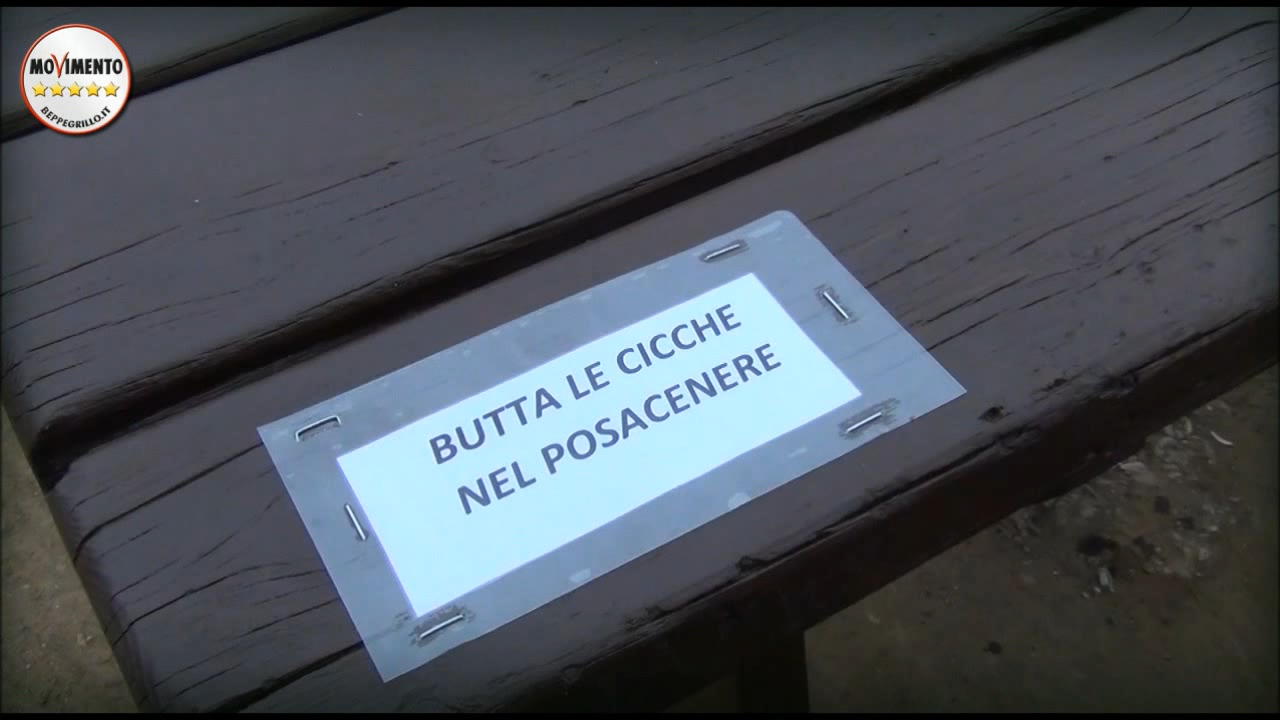 MOVIMENTO
BEPPEGRILLO.IT
BUTTA LE CICCHE
NEL POSACENERE